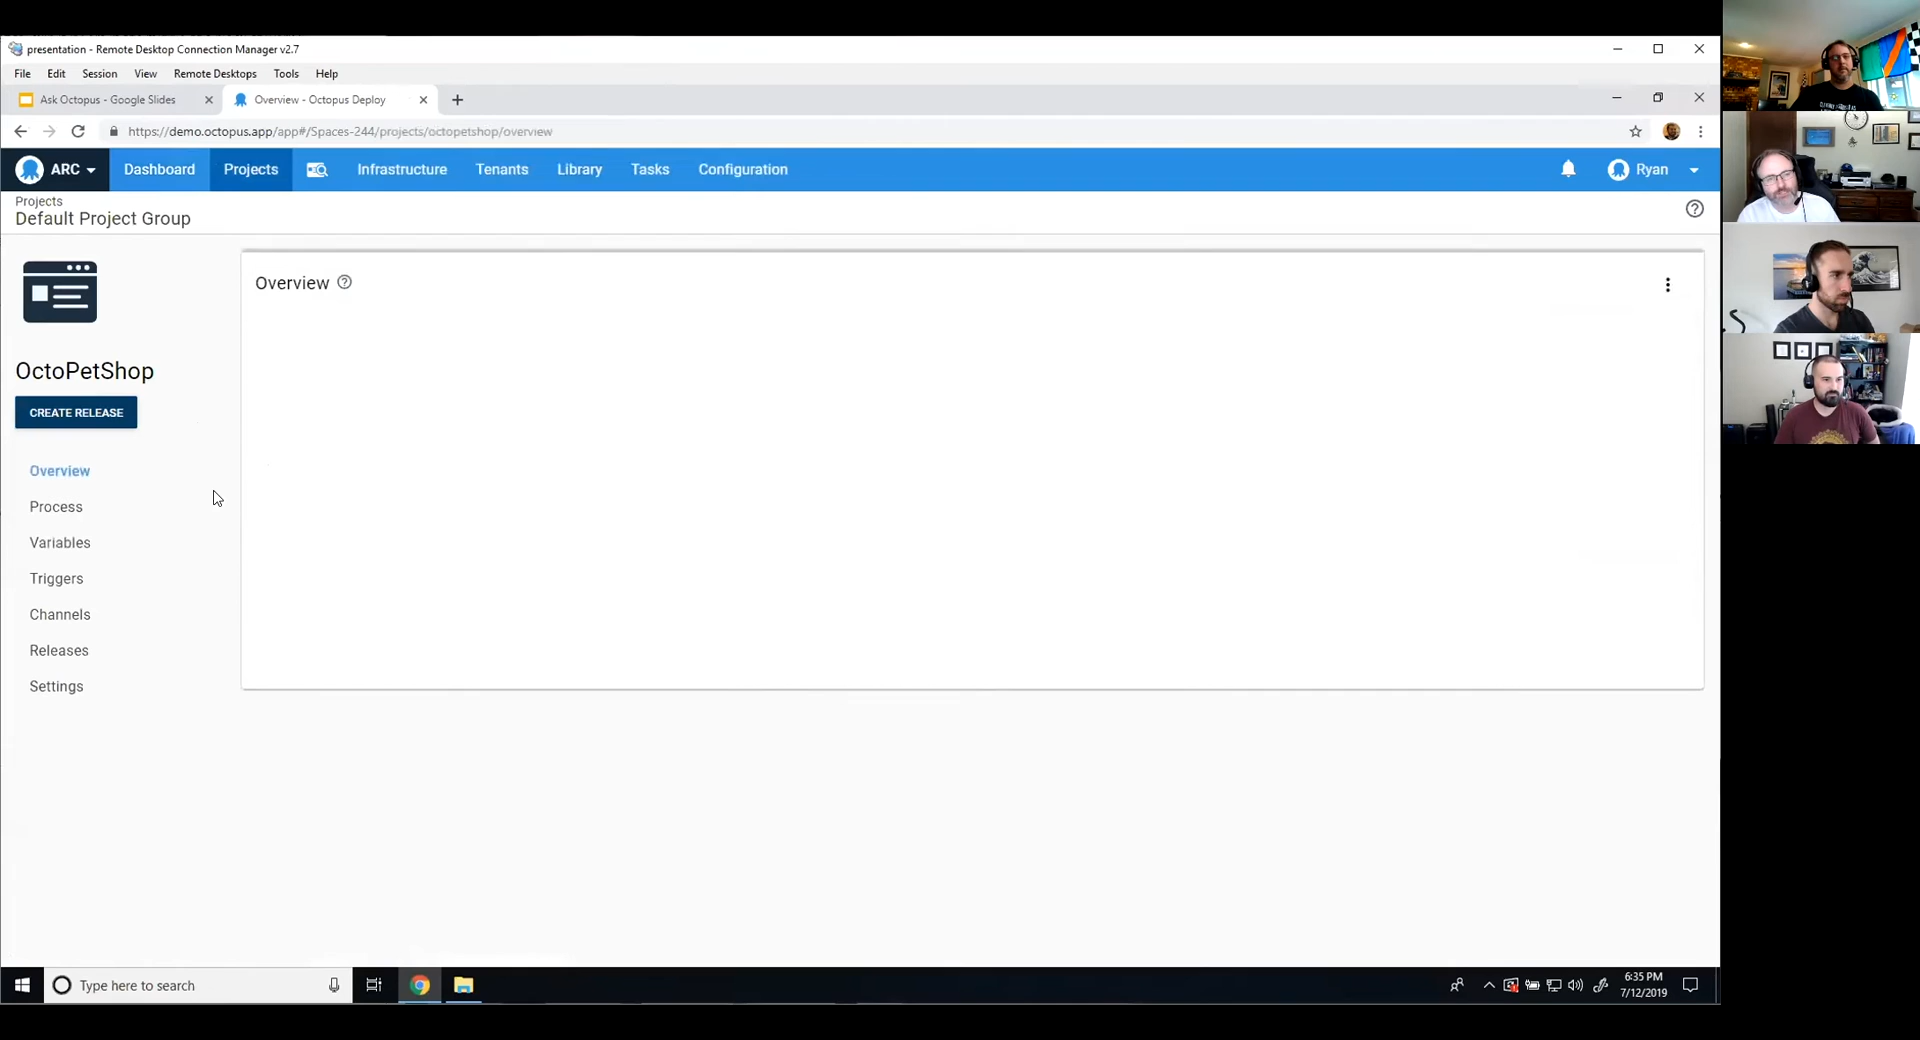 presentation - Remote Desktop Connection Manager v2.7
File Edit Session View Remote Desktops Tools Help
Ask Octopus - Google Slides
Overview - Octopus Deploy
https://demo.octopus.app/app#/Spaces-244/projects/octopetshop/overview
ARC Dashboard Projects Infrastructure Tenants Library Tasks Configuration Ryan
Projects
Default Project Group
Overview
OctoPetShop
CREATE RELEASE
Overview
Process
Variables
Triggers
Channels
Releases
Settings
Type here to search
6:35 PM
7/12/2019